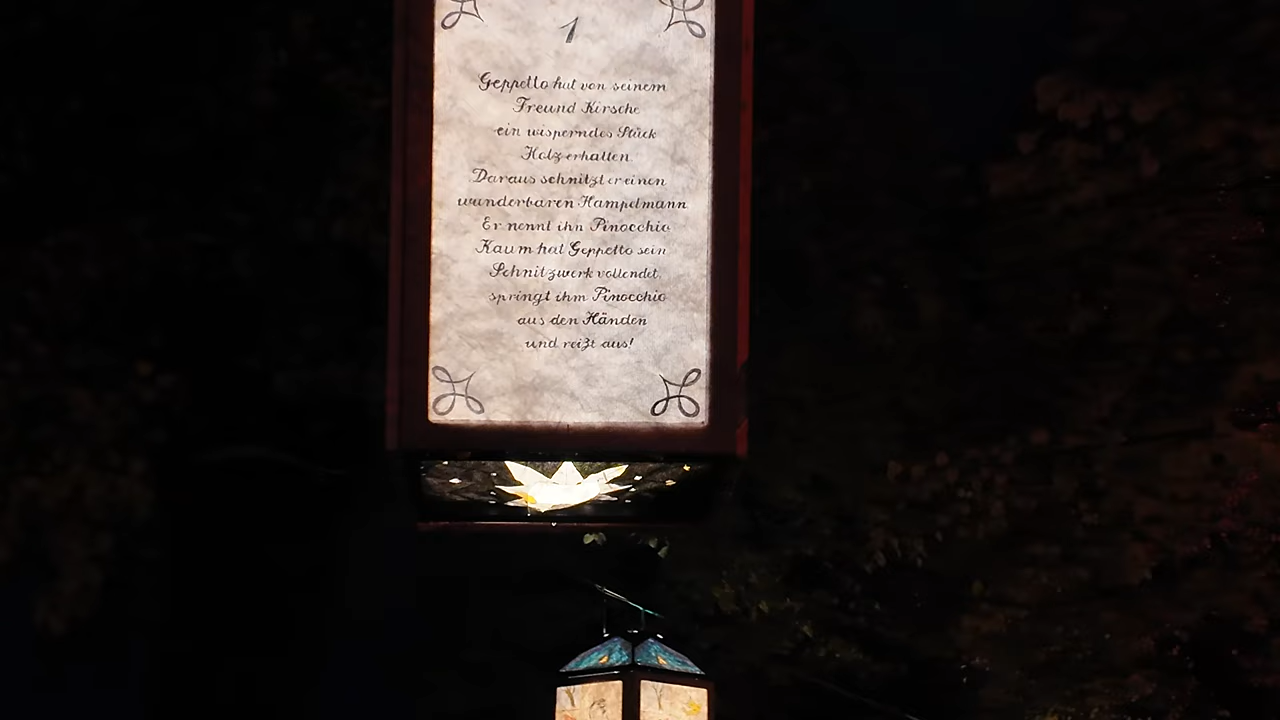 1
Geppetto hat von seinem
Freund Kirsche
ein wisperndes Stück
Holz erhalten.
Daraus schnitzt er einen
wunderbaren Hampelmann
Er nennt ihn Pinocchio
Kaum hat Geppetto sein
Schnitzwerk vollendet,
springt ihm Pinocchio
aus den Händen
und reißt aus!